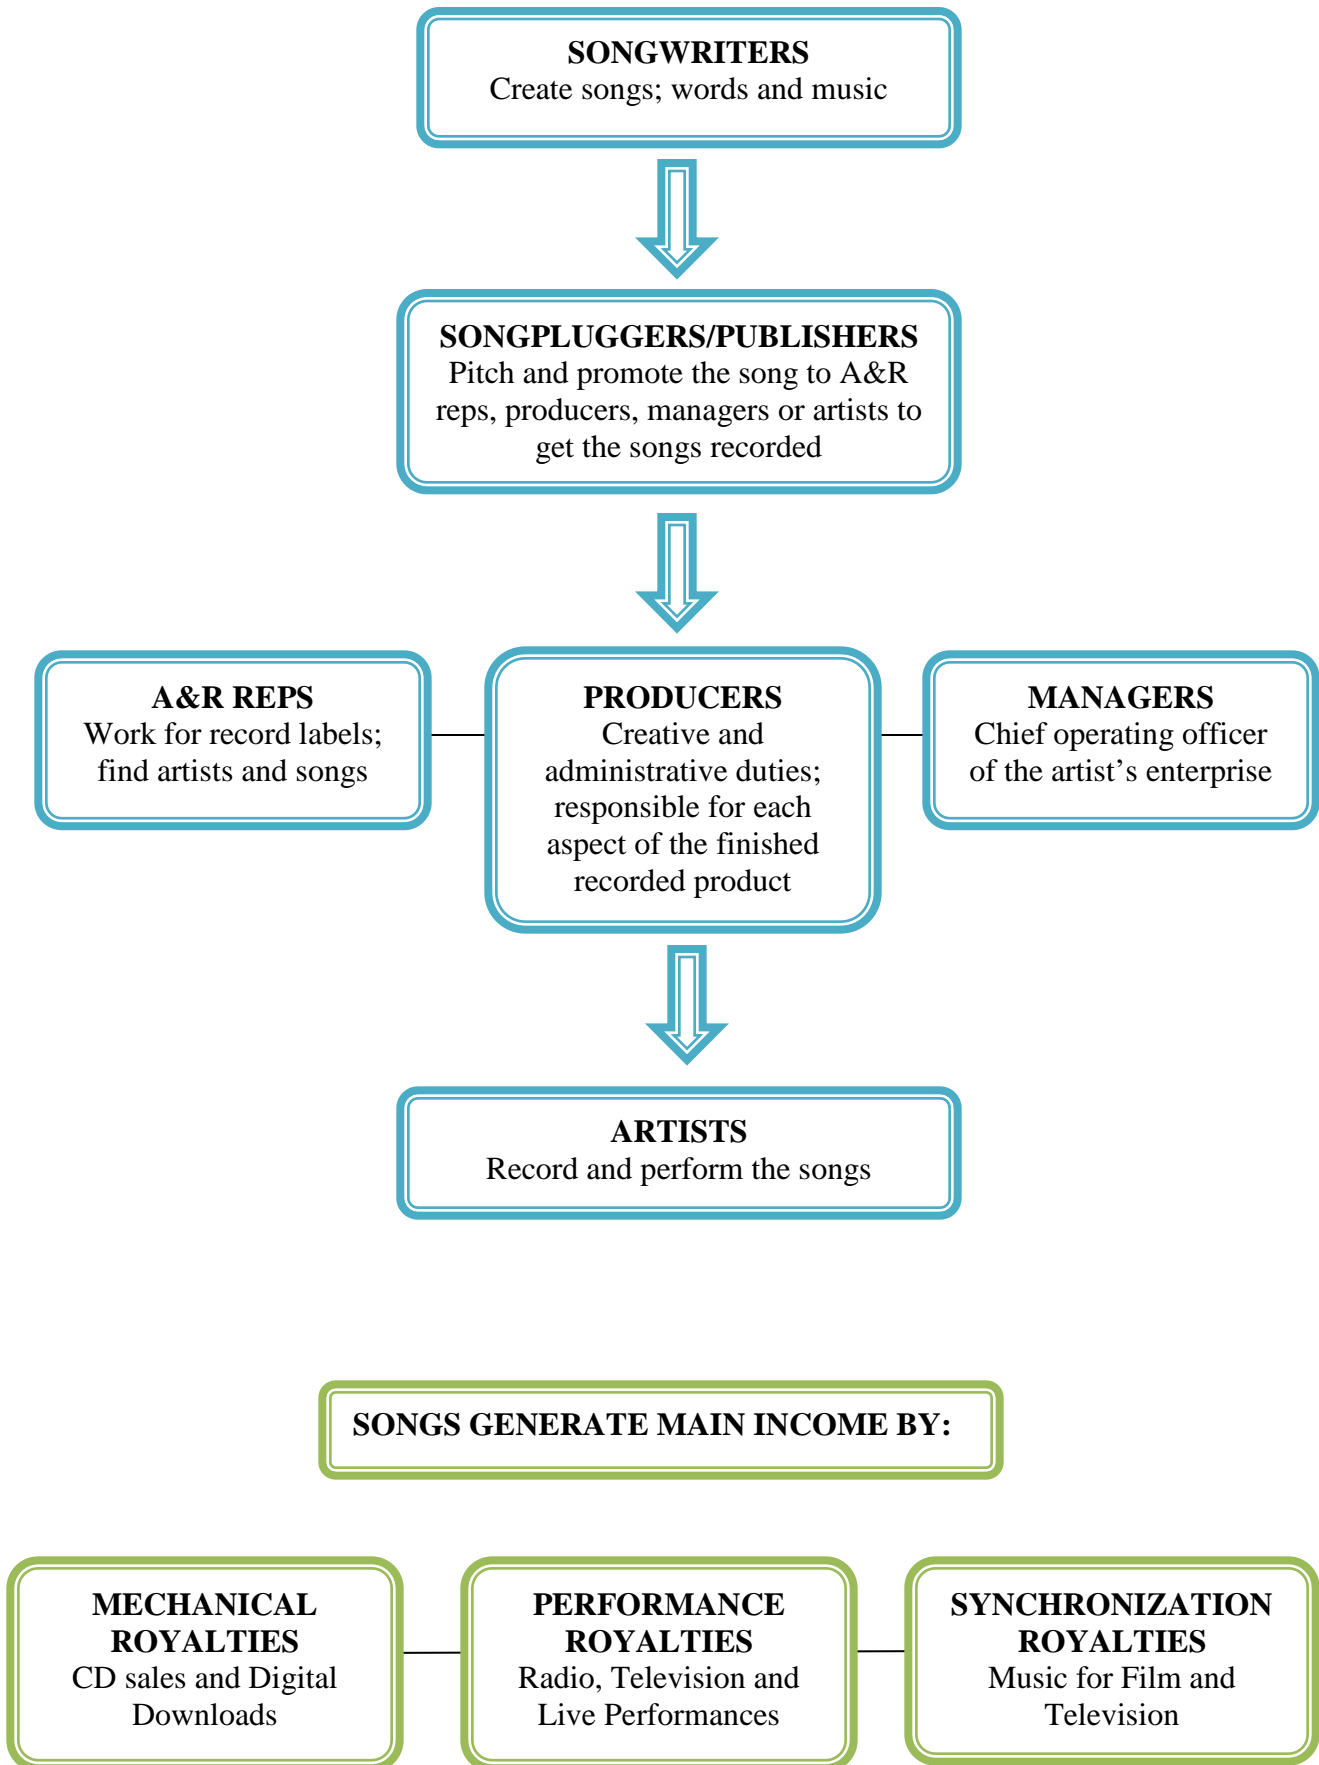 SONGWRITERS
Create songs; words and music
SONGPLUGGERS/PUBLISHERS
Pitch and promote the song to A&R
reps, producers, managers or artists to
get the songs recorded
A&R REPS
Work for record labels;
find artists and songs
PRODUCERS
Creative and
administrative duties;
responsible for each
aspect of the finished
recorded product
MANAGERS
Chief operating officer
of the artist’s enterprise
ARTISTS
Record and perform the songs
SONGS GENERATE MAIN INCOME BY:
MECHANICAL
ROYALTIES
CD sales and Digital
Downloads
PERFORMANCE
ROYALTIES
Radio, Television and
Live Performances
SYNCHRONIZATION
ROYALTIES
Music for Film and
Television